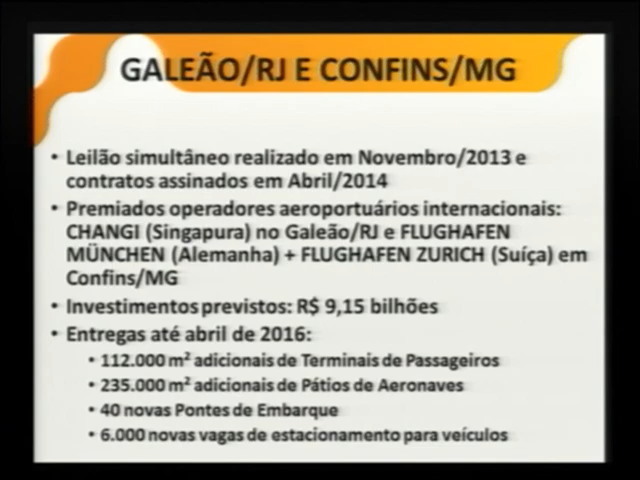 GALEÃO/RJ E CONFINS/MG
• Leilão simultâneo realizado em Novembro/2013 e
contratos assinados em Abril/2014
• Premiados operadores aeroportuários internacionais:
CHANGI (Singapura) no Galeão/RJ e FLUGHAFEN
MÜNCHEN (Alemanha) + FLUGHAFEN ZURICH (Suíça) em
Confins/MG
• Investimentos previstos: R$ 9,15 bilhões
• Entregas até abril de 2016:
• 112.000 m² adicionais de Terminais de Passageiros
• 235.000 m² adicionais de Pátios de Aeronaves
• 40 novas Pontes de Embarque
• 6.000 novas vagas de estacionamento para veículos